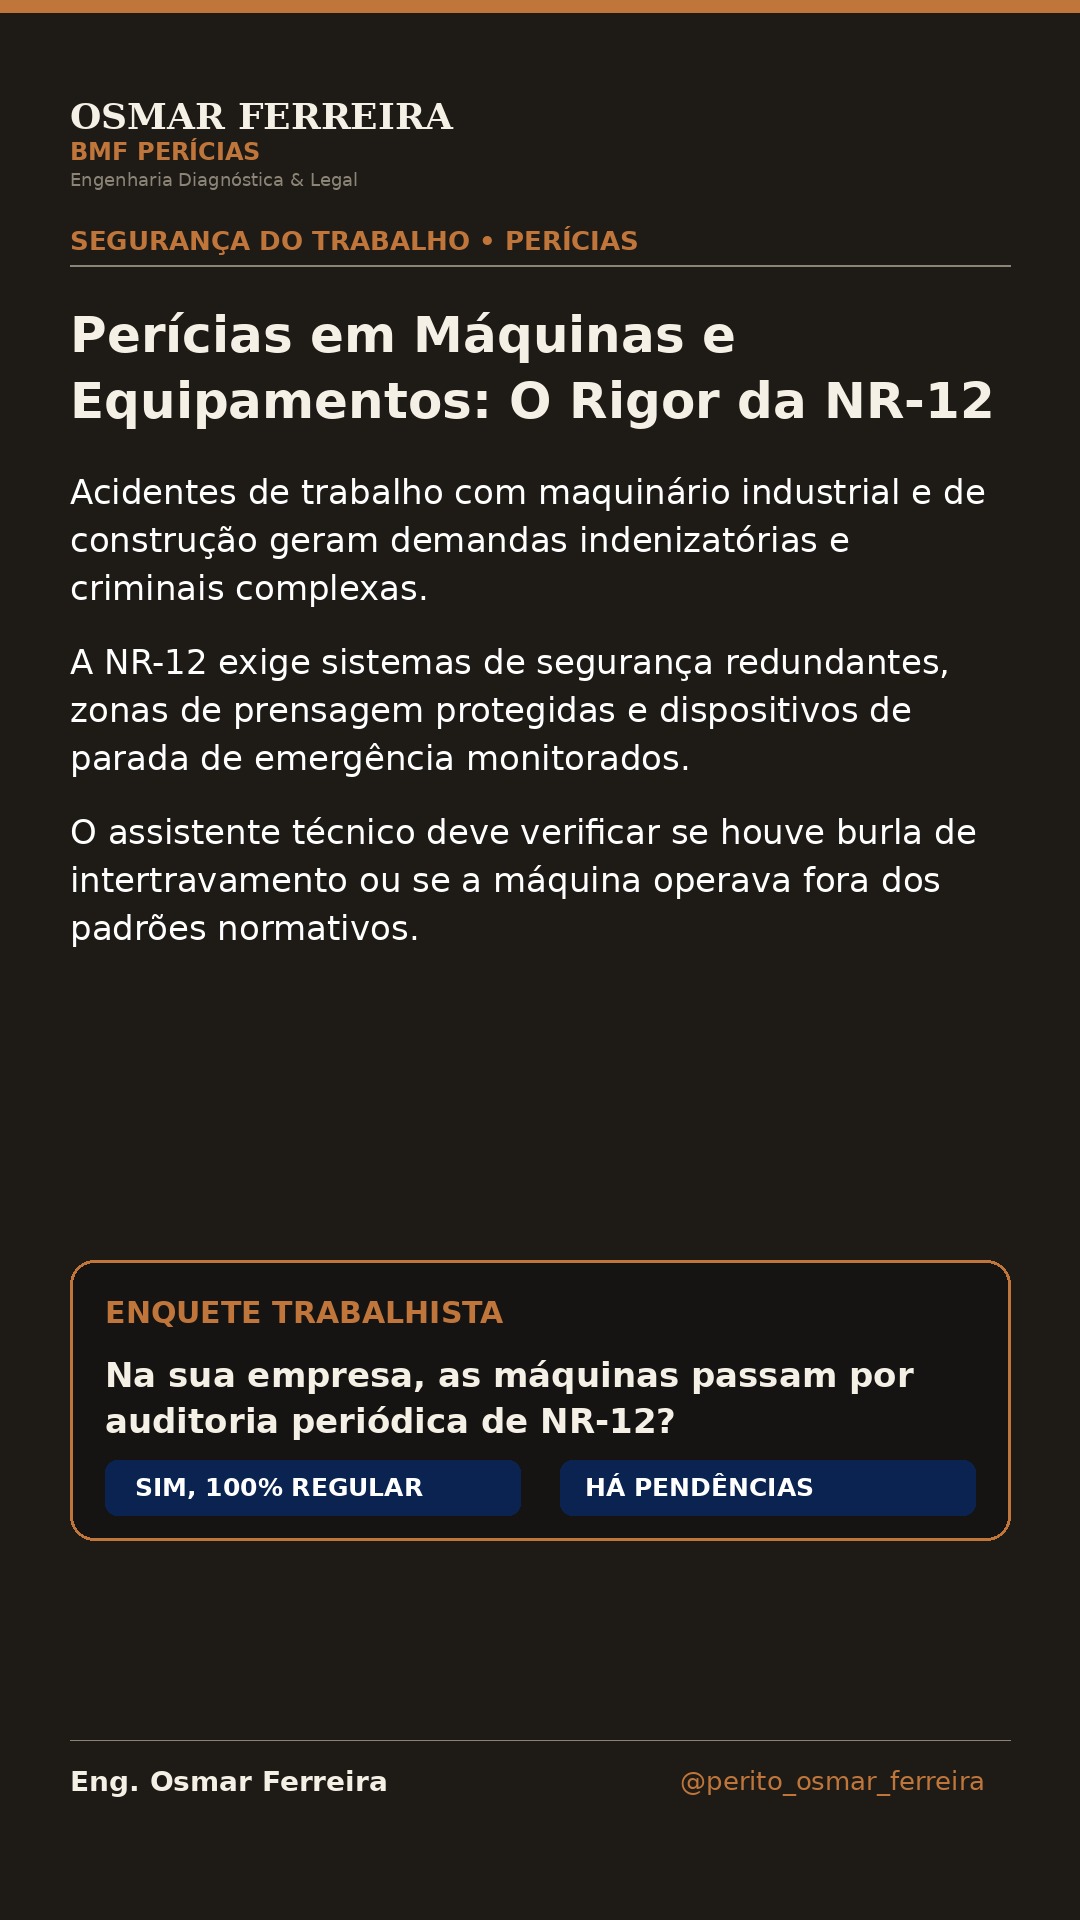 OSMAR FERREIRA
BMF PERÍCIAS
Engenharia Diagnóstica & Legal
SEGURANÇA DO TRABALHO • PERÍCIAS
Perícias em Máquinas e
Equipamentos: O Rigor da NR-12
Acidentes de trabalho com maquinário industrial e de
construção geram demandas indenizatórias e
criminais complexas.
A NR-12 exige sistemas de segurança redundantes,
zonas de prensagem protegidas e dispositivos de
parada de emergência monitorados.
O assistente técnico deve verificar se houve burla de
intertravamento ou se a máquina operava fora dos
padrões normativos.
ENQUETE TRABALHISTA
Na sua empresa, as máquinas passam por
auditoria periódica de NR-12?
SIM, 100% REGULAR
HÁ PENDÊNCIAS
Eng. Osmar Ferreira
@perito_osmar_ferreira